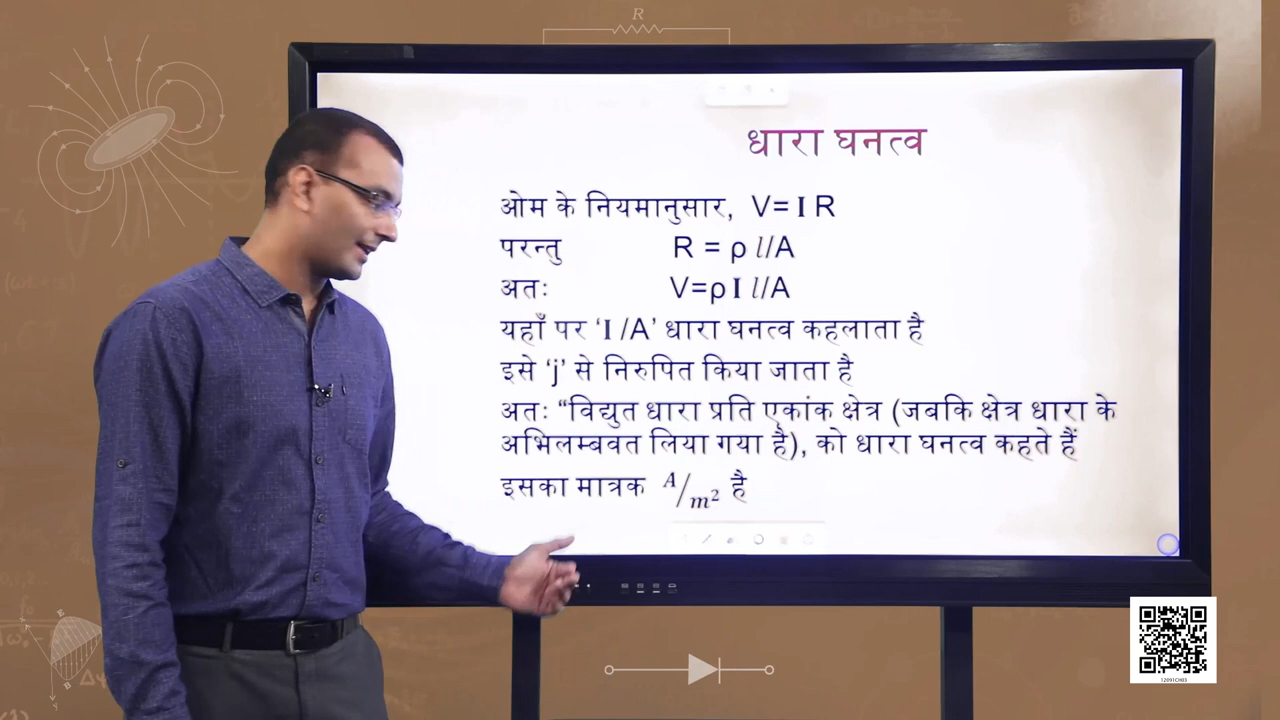 R
धारा घनत्व
ओम के नियमानुसार, V= I R
परन्तु R = ρ l/A
अतः V=ρ I l/A
यहाँ पर ‘I /A’ धारा घनत्व कहलाता है
इसे ‘j’ से निरुपित किया जाता है
अतः “विद्युत धारा प्रति एकांक क्षेत्र (जबकि क्षेत्र धारा के
अभिलम्बवत लिया गया है), को धारा घनत्व कहते हैं
इसका मात्रक A/m² है
12091CH03